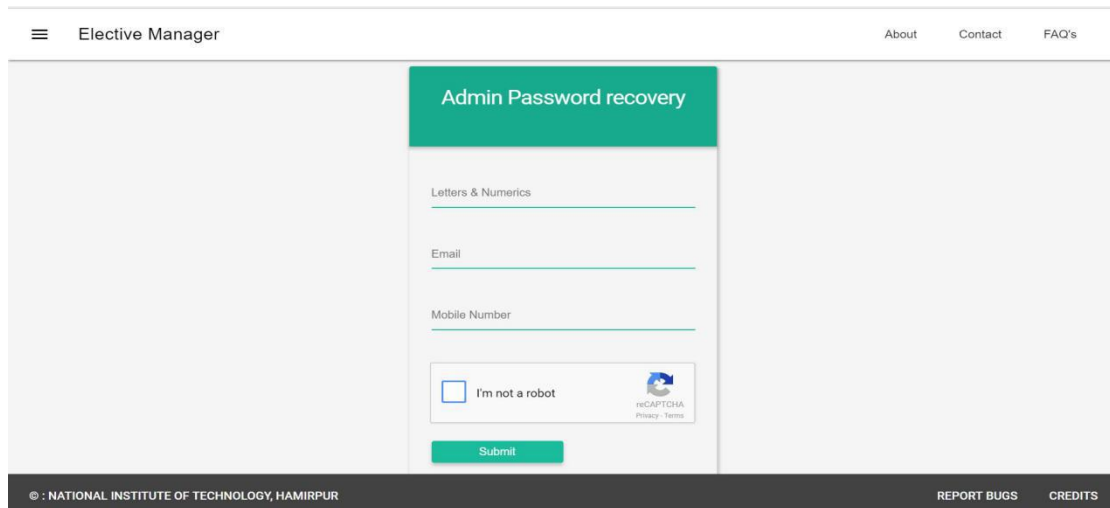 Elective Manager
About Contact FAQ's
Admin Password recovery
Letters & Numerics
Email
Mobile Number
I'm not a robot
reCAPTCHA
Privacy - Terms
Submit
© : NATIONAL INSTITUTE OF TECHNOLOGY, HAMIRPUR
REPORT BUGS CREDITS